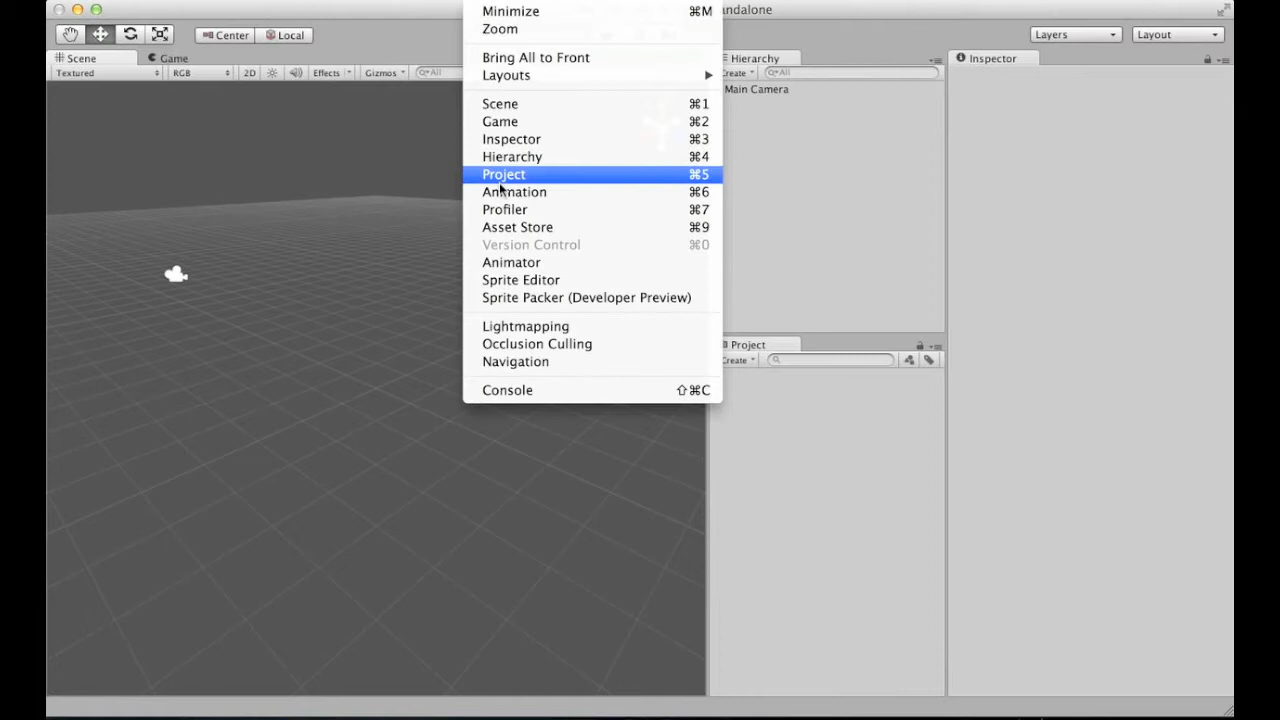 andalone
Minimize ⌘M
Zoom
Bring All to Front
Layouts
Scene ⌘1
Game ⌘2
Inspector ⌘3
Hierarchy ⌘4
Project ⌘5
Animation ⌘6
Profiler ⌘7
Asset Store ⌘9
Version Control ⌘0
Animator
Sprite Editor
Sprite Packer (Developer Preview)
Lightmapping
Occlusion Culling
Navigation
Console ⇧⌘C
Center Local
Layers Layout
Scene Game
Textured RGB 2D Effects Gizmos All
Hierarchy
Create All
Main Camera
Project
Create
Inspector